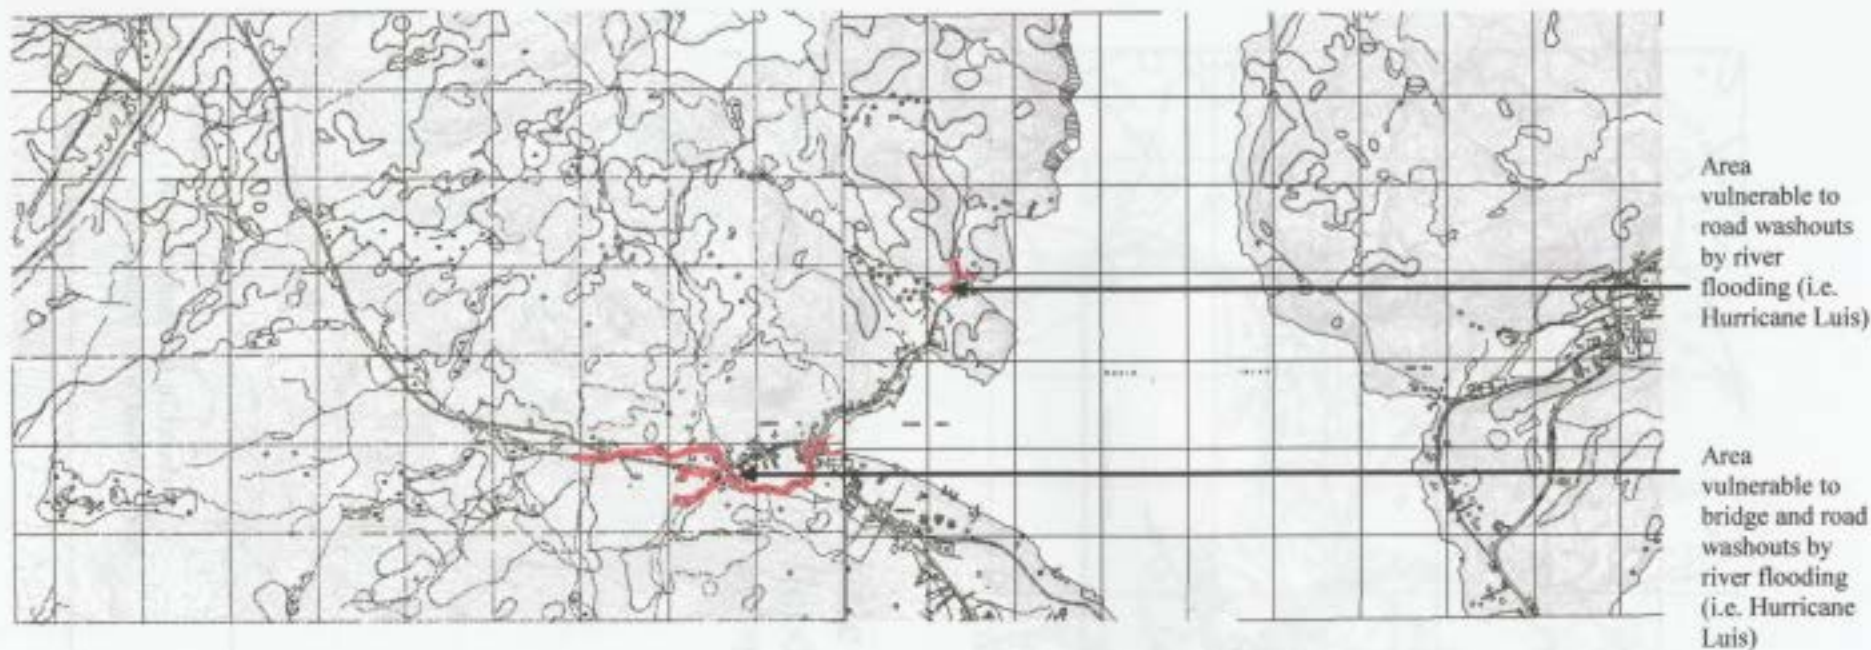 Area
vulnerable to
road washouts
by river
flooding (i.e.
Hurricane Luis)
Area
vulnerable to
bridge and road
washouts by
river flooding
(i.e. Hurricane
Luis)